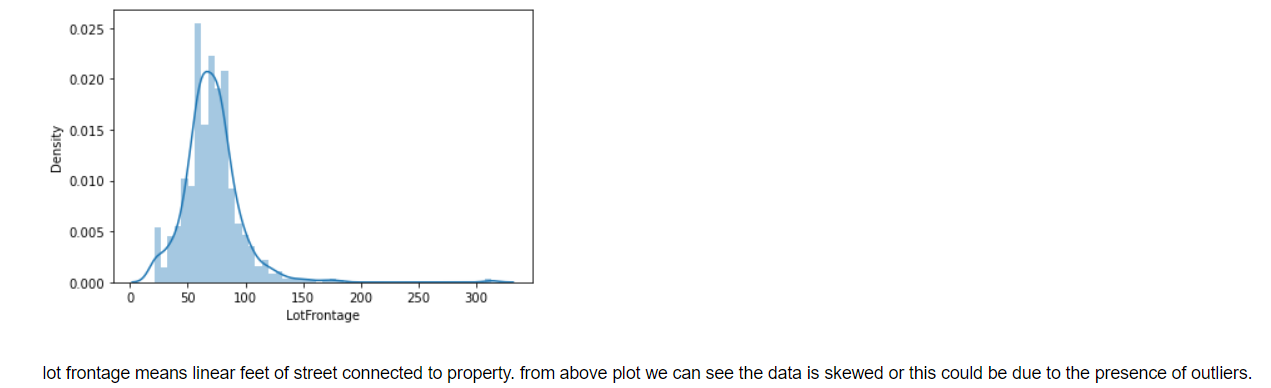 0.025
0.020
0.015
0.010
0.005
0.000
Density
0 50 100 150 200 250 300
LotFrontage
lot frontage means linear feet of street connected to property. from above plot we can see the data is skewed or this could be due to the presence of outliers.